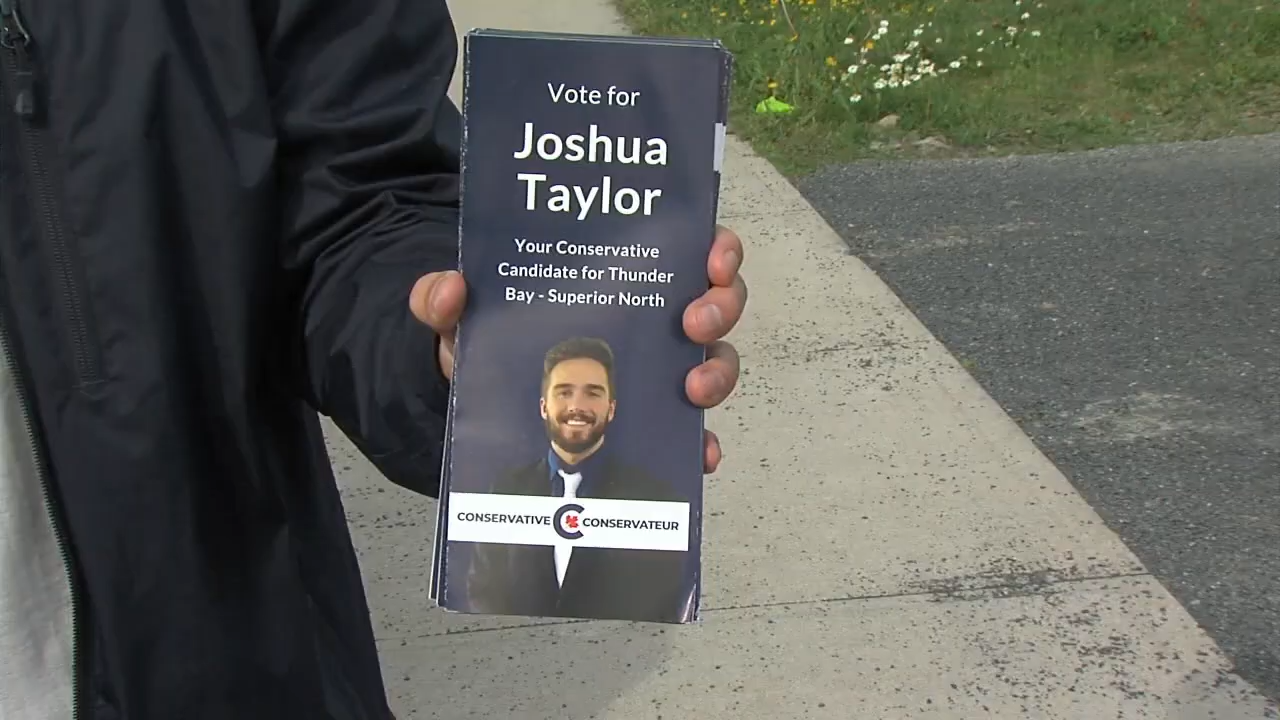 Vote for
Joshua
Taylor
Your Conservative
Candidate for Thunder
Bay - Superior North
CONSERVATIVE C CONSERVATEUR